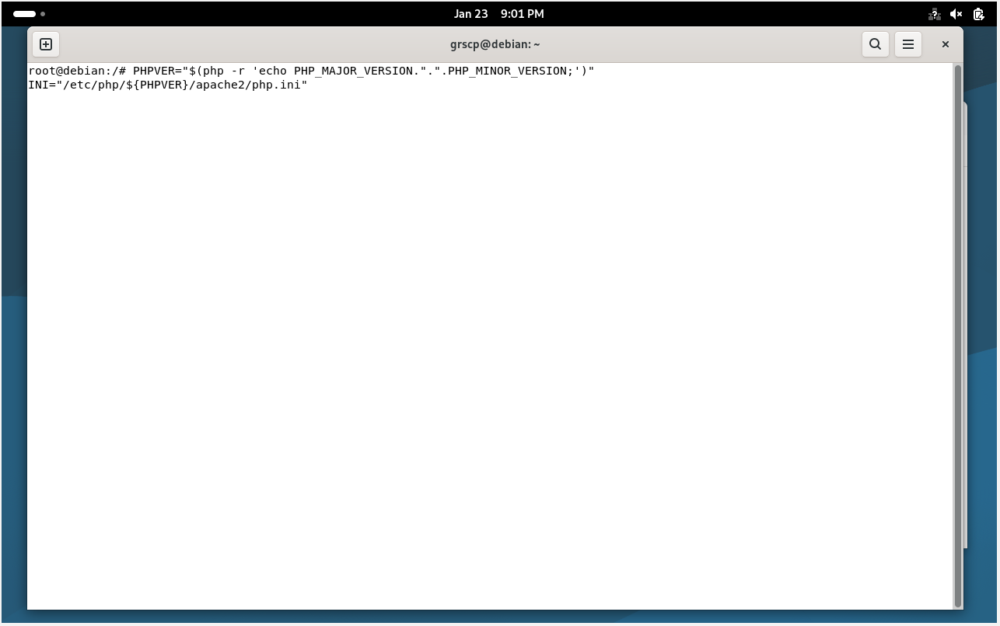 Jan 23 9:01 PM
grscp@debian: ~
root@debian:/# PHPVER="$(php -r 'echo PHP_MAJOR_VERSION.".".PHP_MINOR_VERSION;')"
INI="/etc/php/${PHPVER}/apache2/php.ini"